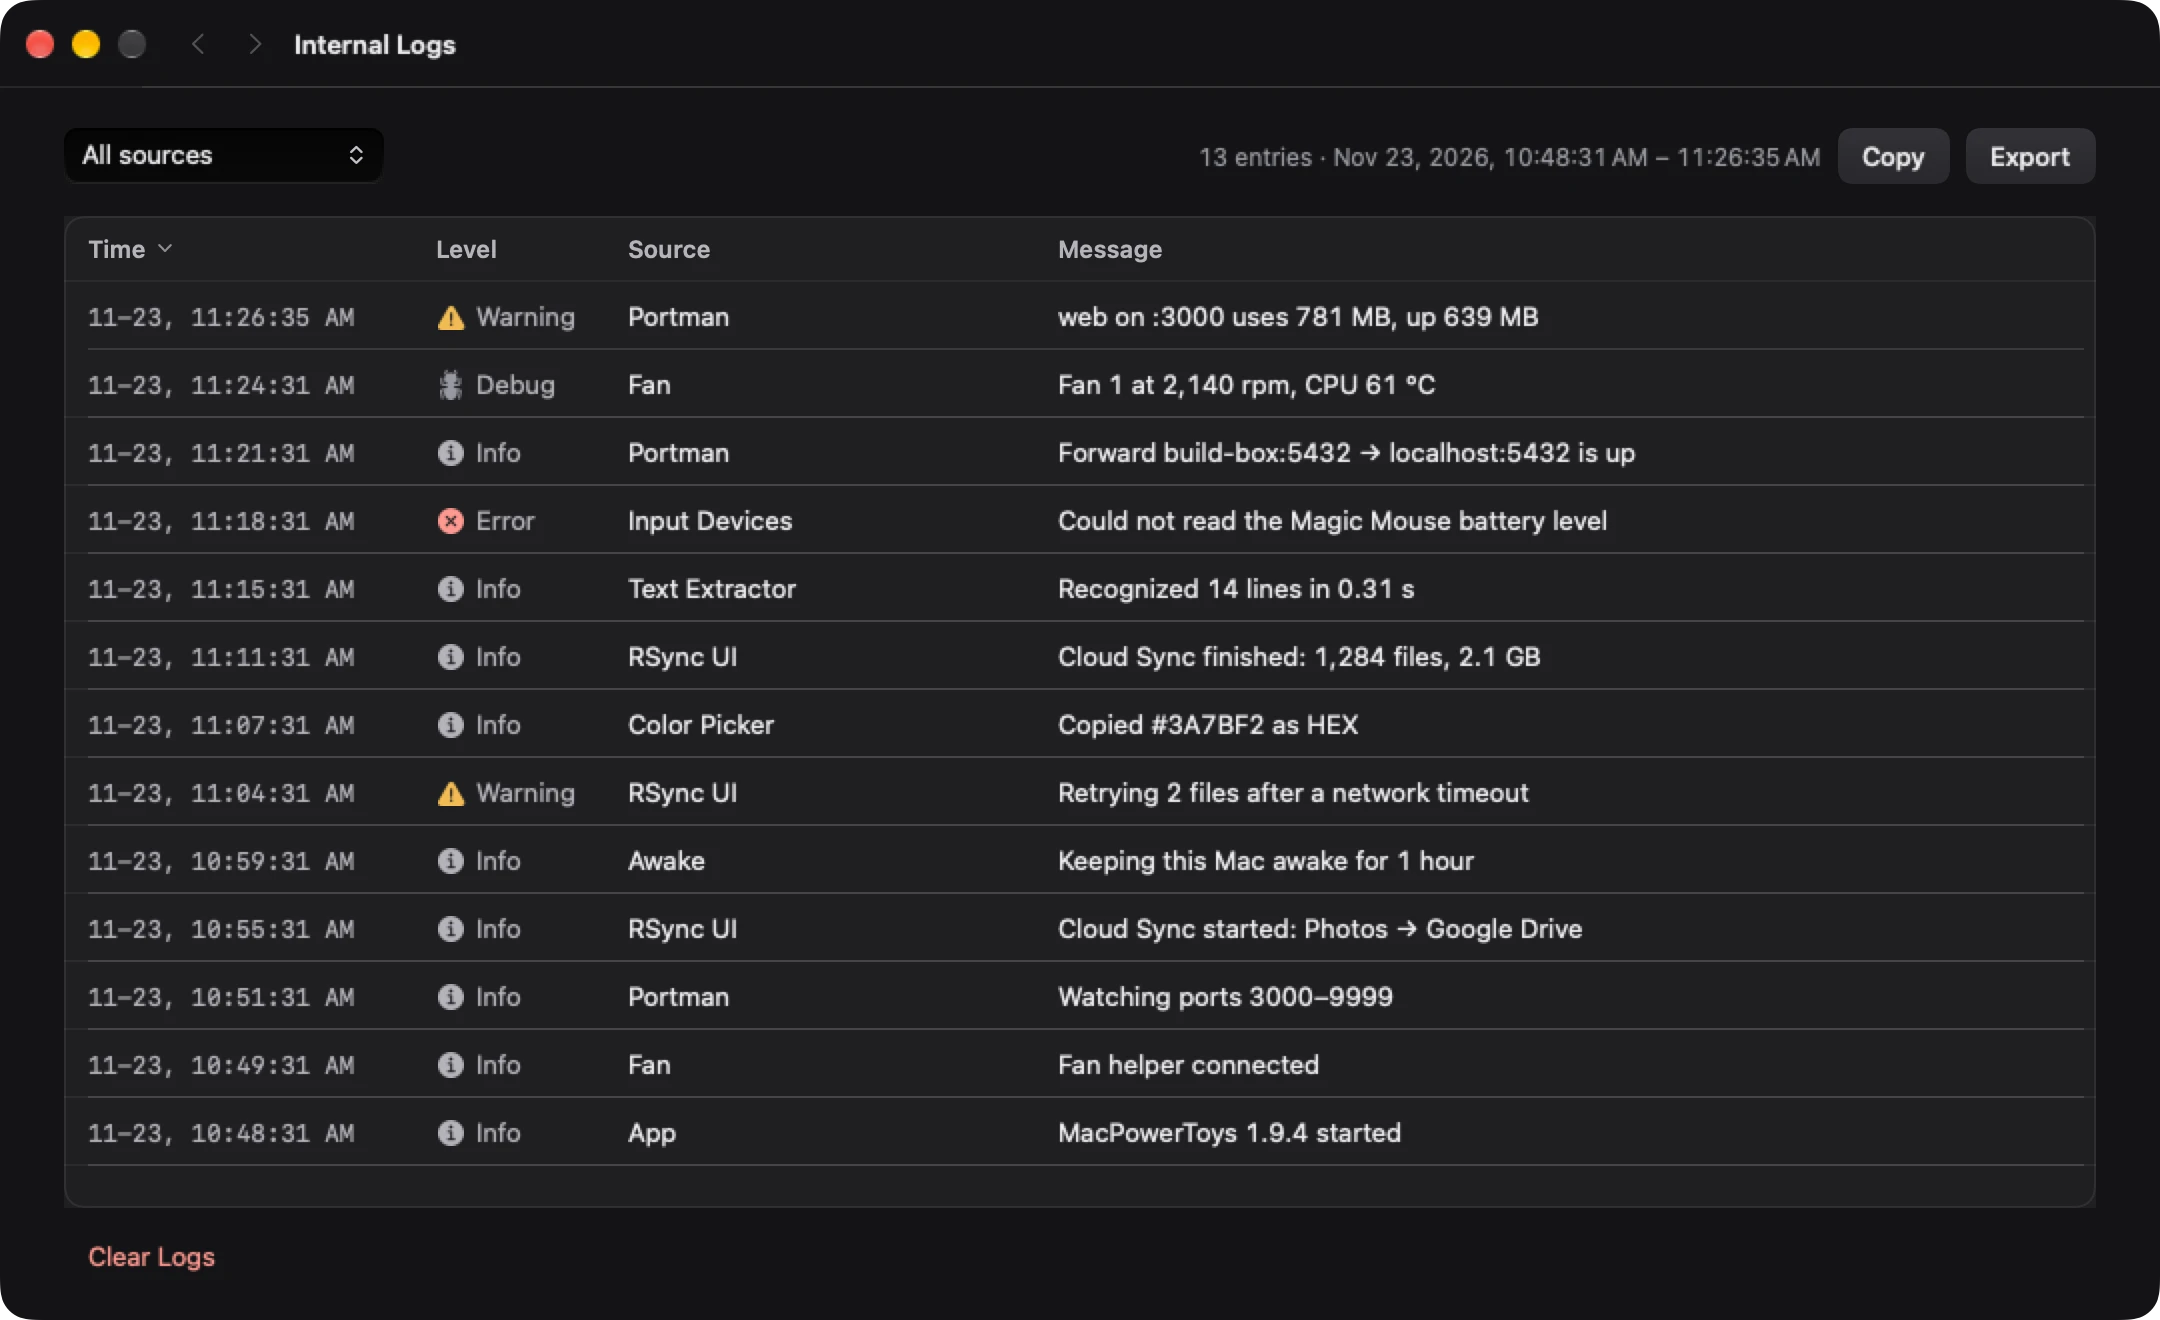 Internal Logs
All sources
13 entries · Nov 23, 2026, 10:48:31 AM – 11:26:35 AM
Copy
Export
Time Level Source Message
11–23, 11:26:35 AM Warning Portman web on :3000 uses 781 MB, up 639 MB
11–23, 11:24:31 AM Debug Fan Fan 1 at 2,140 rpm, CPU 61 °C
11–23, 11:21:31 AM Info Portman Forward build-box:5432 → localhost:5432 is up
11–23, 11:18:31 AM Error Input Devices Could not read the Magic Mouse battery level
11–23, 11:15:31 AM Info Text Extractor Recognized 14 lines in 0.31 s
11–23, 11:11:31 AM Info RSync UI Cloud Sync finished: 1,284 files, 2.1 GB
11–23, 11:07:31 AM Info Color Picker Copied #3A7BF2 as HEX
11–23, 11:04:31 AM Warning RSync UI Retrying 2 files after a network timeout
11–23, 10:59:31 AM Info Awake Keeping this Mac awake for 1 hour
11–23, 10:55:31 AM Info RSync UI Cloud Sync started: Photos → Google Drive
11–23, 10:51:31 AM Info Portman Watching ports 3000–9999
11–23, 10:49:31 AM Info Fan Fan helper connected
11–23, 10:48:31 AM Info App MacPowerToys 1.9.4 started
Clear Logs